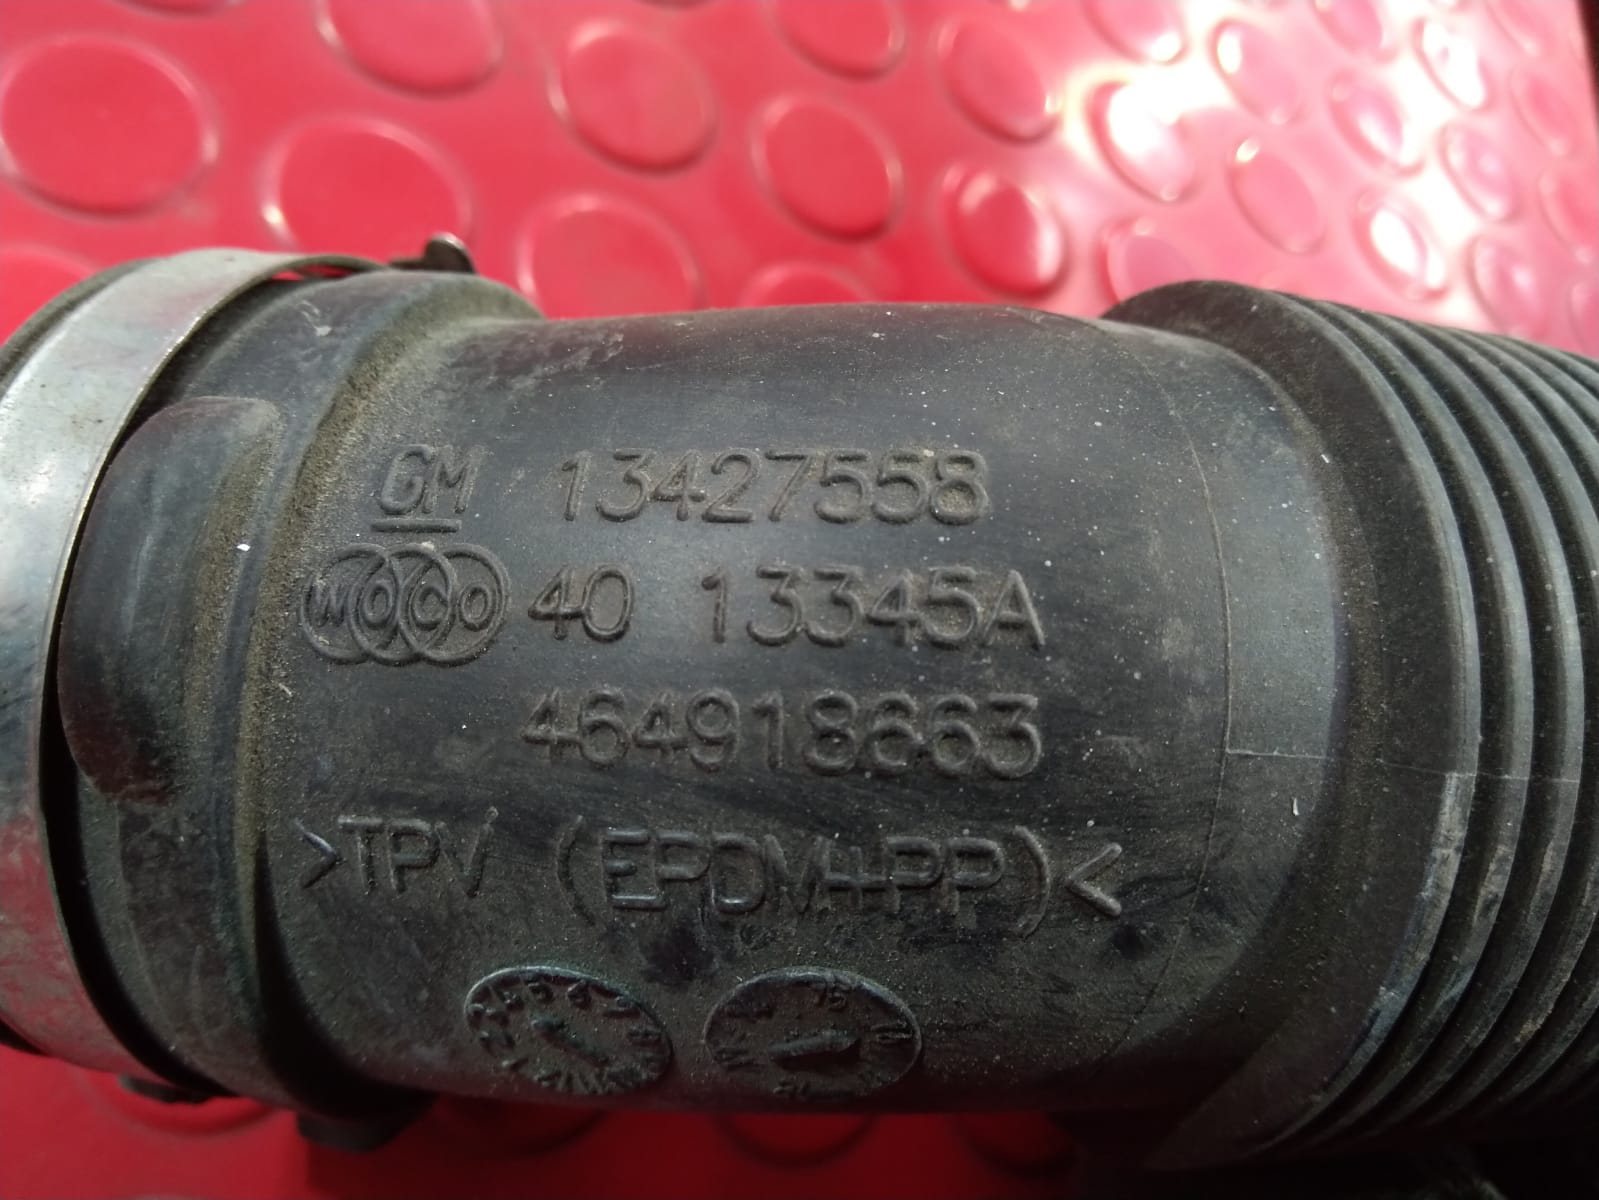 GM 13427558
WOCO 40 13345A
464918663
>TPV (EPDM+PP)<